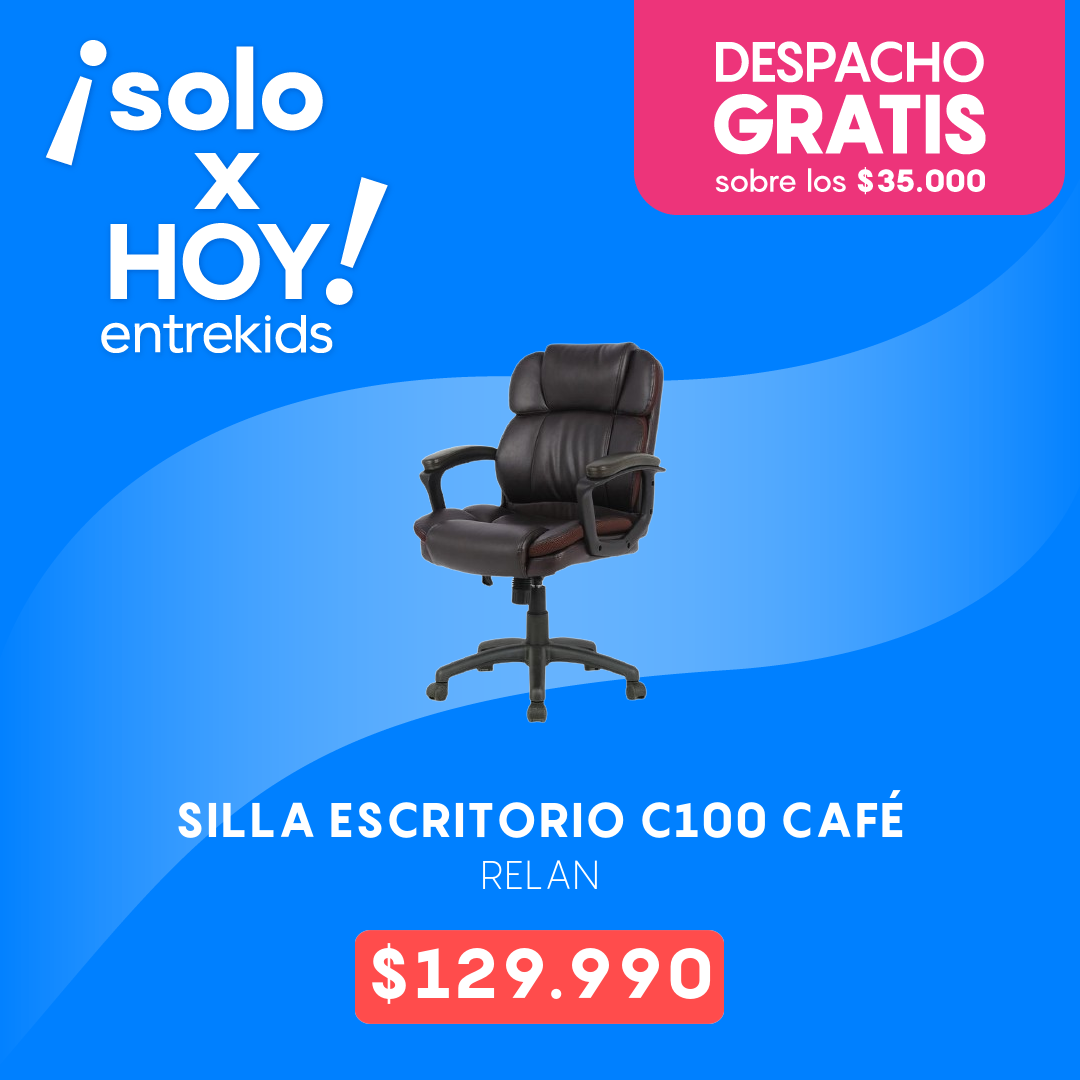 ¡solo
x
HOY!
entrekids
DESPACHO
GRATIS
sobre los $35.000
SILLA ESCRITORIO C100 CAFÉ
RELAN
$129.990